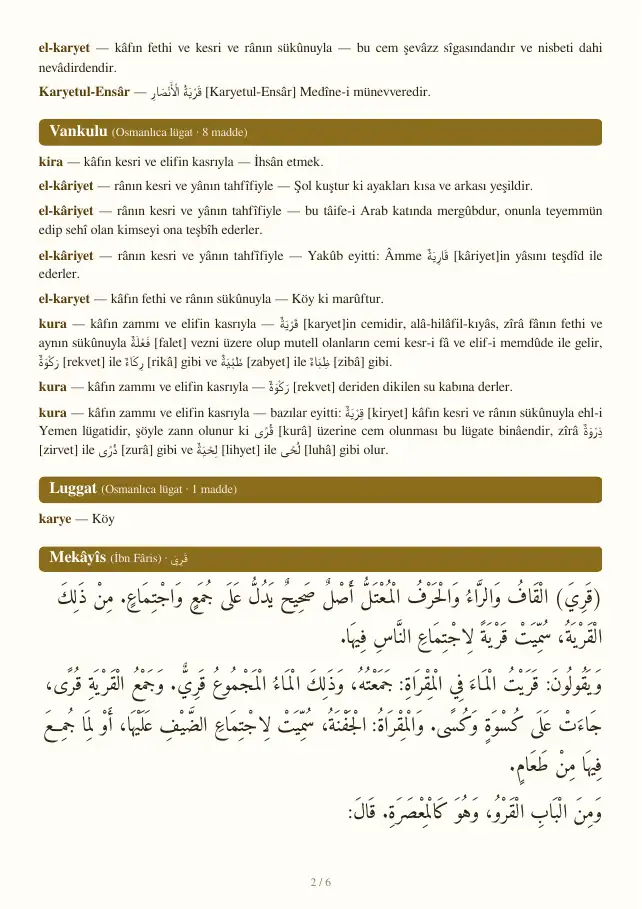 el-karyet — kâfın fethi ve kesri ve rânın sükûnuyla — bu cem şevâzz sîgasındandır ve nisbeti dahi
nevâdirdendir.
Karyetul-Ensâr — قَرْيَةُ الْأَنْصَارِ [Karyetul-Ensâr] Medîne-i münevveredir.
Vankulu (Osmanlıca lügat · 8 madde)
kira — kâfın kesri ve elifin kasrıyla — İhsân etmek.
el-kâriyet — rânın kesri ve yânın tahfîfiyle — Şol kuştur ki ayakları kısa ve arkası yeşildir.
el-kâriyet — rânın kesri ve yânın tahfîfiyle — bu tâife-i Arab katında mergûbdur, onunla teyemmün
edip sehî olan kimseyi ona teşbîh ederler.
el-kâriyet — rânın kesri ve yânın tahfîfiyle — Yakûb eyitti: Âmme قَارِيَةٌ [kâriyet]in yâsını teşdîd ile
ederler.
el-karyet — kâfın fethi ve rânın sükûnuyla — Köy ki marûftur.
kura — kâfın zammı ve elifin kasrıyla — قَرْيَةٌ [karyet]in cemidir, alâ-hilâfil-kıyâs, zîrâ fânın fethi ve
aynın sükûnuyla فَعْلَةٌ [falet] vezni üzere olup mutell olanların cemi kesr-i fâ ve elif-i memdûde ile gelir,
رَكْوَةٌ [rekvet] ile رِكَاءٌ [rikâ] gibi ve ظَبْيَةٌ [zabyet] ile ظِبَاءٌ [zibâ] gibi.
kura — kâfın zammı ve elifin kasrıyla — رَكْوَةٌ [rekvet] deriden dikilen su kabına derler.
kura — kâfın zammı ve elifin kasrıyla — bazılar eyitti: قِرْيَةٌ [kiryet] kâfın kesri ve rânın sükûnuyla ehl-i
Yemen lügatidir, şöyle zann olunur ki قُرًى [kurâ] üzerine cem olunması bu lügate binâendir, zîrâ ذِرْوَةٌ
[zirvet] ile ذُرًى [zurâ] gibi ve لِحْيَةٌ [lihyet] ile لُحًى [luhâ] gibi olur.
Luggat (Osmanlıca lügat · 1 madde)
karye — Köy
Mekâyîs (İbn Fâris) · قَرِيَ
(قَرِيَ) الْقَافُ وَالرَّاءُ وَالْحَرْفُ الْمُعْتَلُّ أَصْلٌ صَحِيحٌ يَدُلُّ عَلَى جُمَعٍ وَاجْتِمَاعٍ. مِنْ ذَلِكَ
الْقَرْيَةُ، سُمِّيَتْ قَرْيَةً لِاجْتِمَاعِ النَّاسِ فِيهَا.
وَيَقُولُونَ: قَرَيْتُ الْمَاءَ فِي الْمِقْرَاةِ: جَمَعْتُهُ، وَذَلِكَ الْمَاءُ الْمَجْمُوعُ قَرِيٌّ. وَجَمْعُ الْقَرْيَةِ قُرًى،
جَاءَتْ عَلَى كُسْوَةٍ وَكُسًى. وَالْمِقْرَاةُ: الْجَفْنَةُ، سُمِّيَتْ لِاجْتِمَاعِ الضَّيْفِ عَلَيْهَا، أَوْ لِمَا جُمِعَ
فِيهَا مِنْ طَعَامٍ.
وَمِنَ الْبَابِ الْقَرْوُ، وَهُوَ كَالْمِعْصَرَةِ. قَالَ:
2 / 6